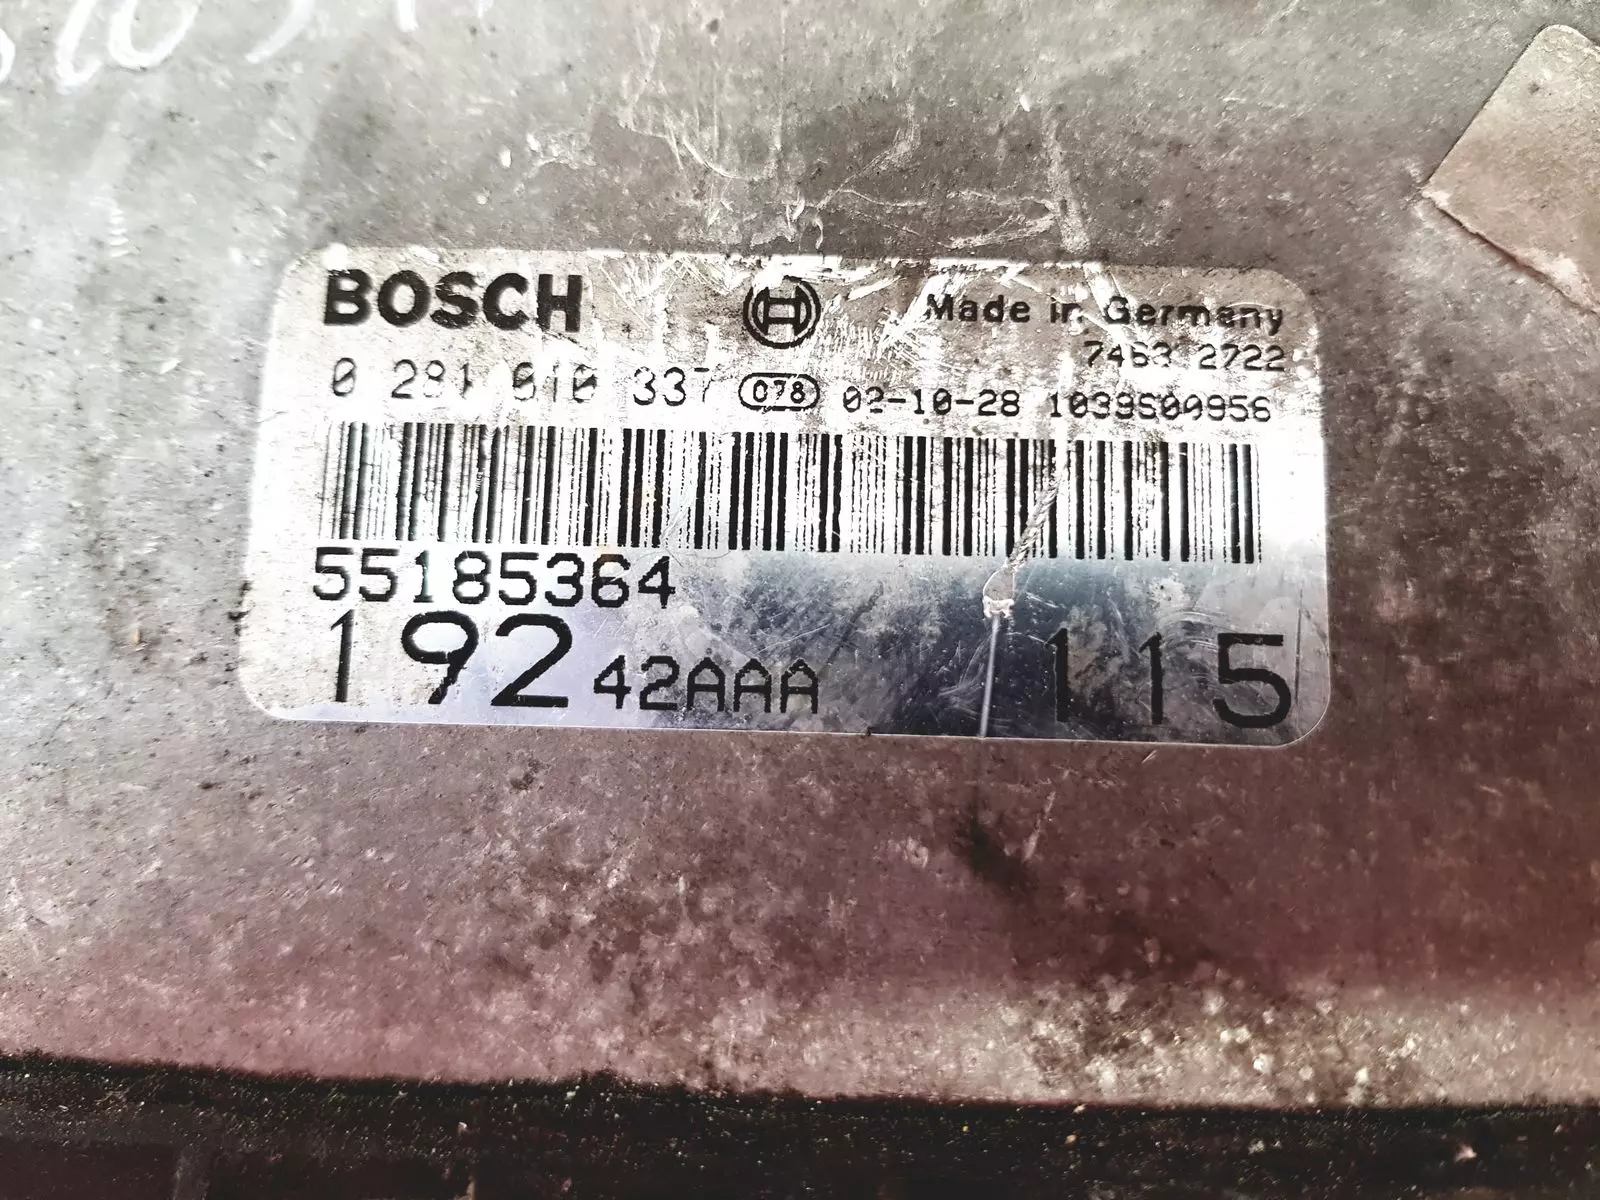 BOSCH
Made in Germany
7463 2722
0 281 010 337 078 02-10-28 1039S00956
55185364
192 42AAA 115